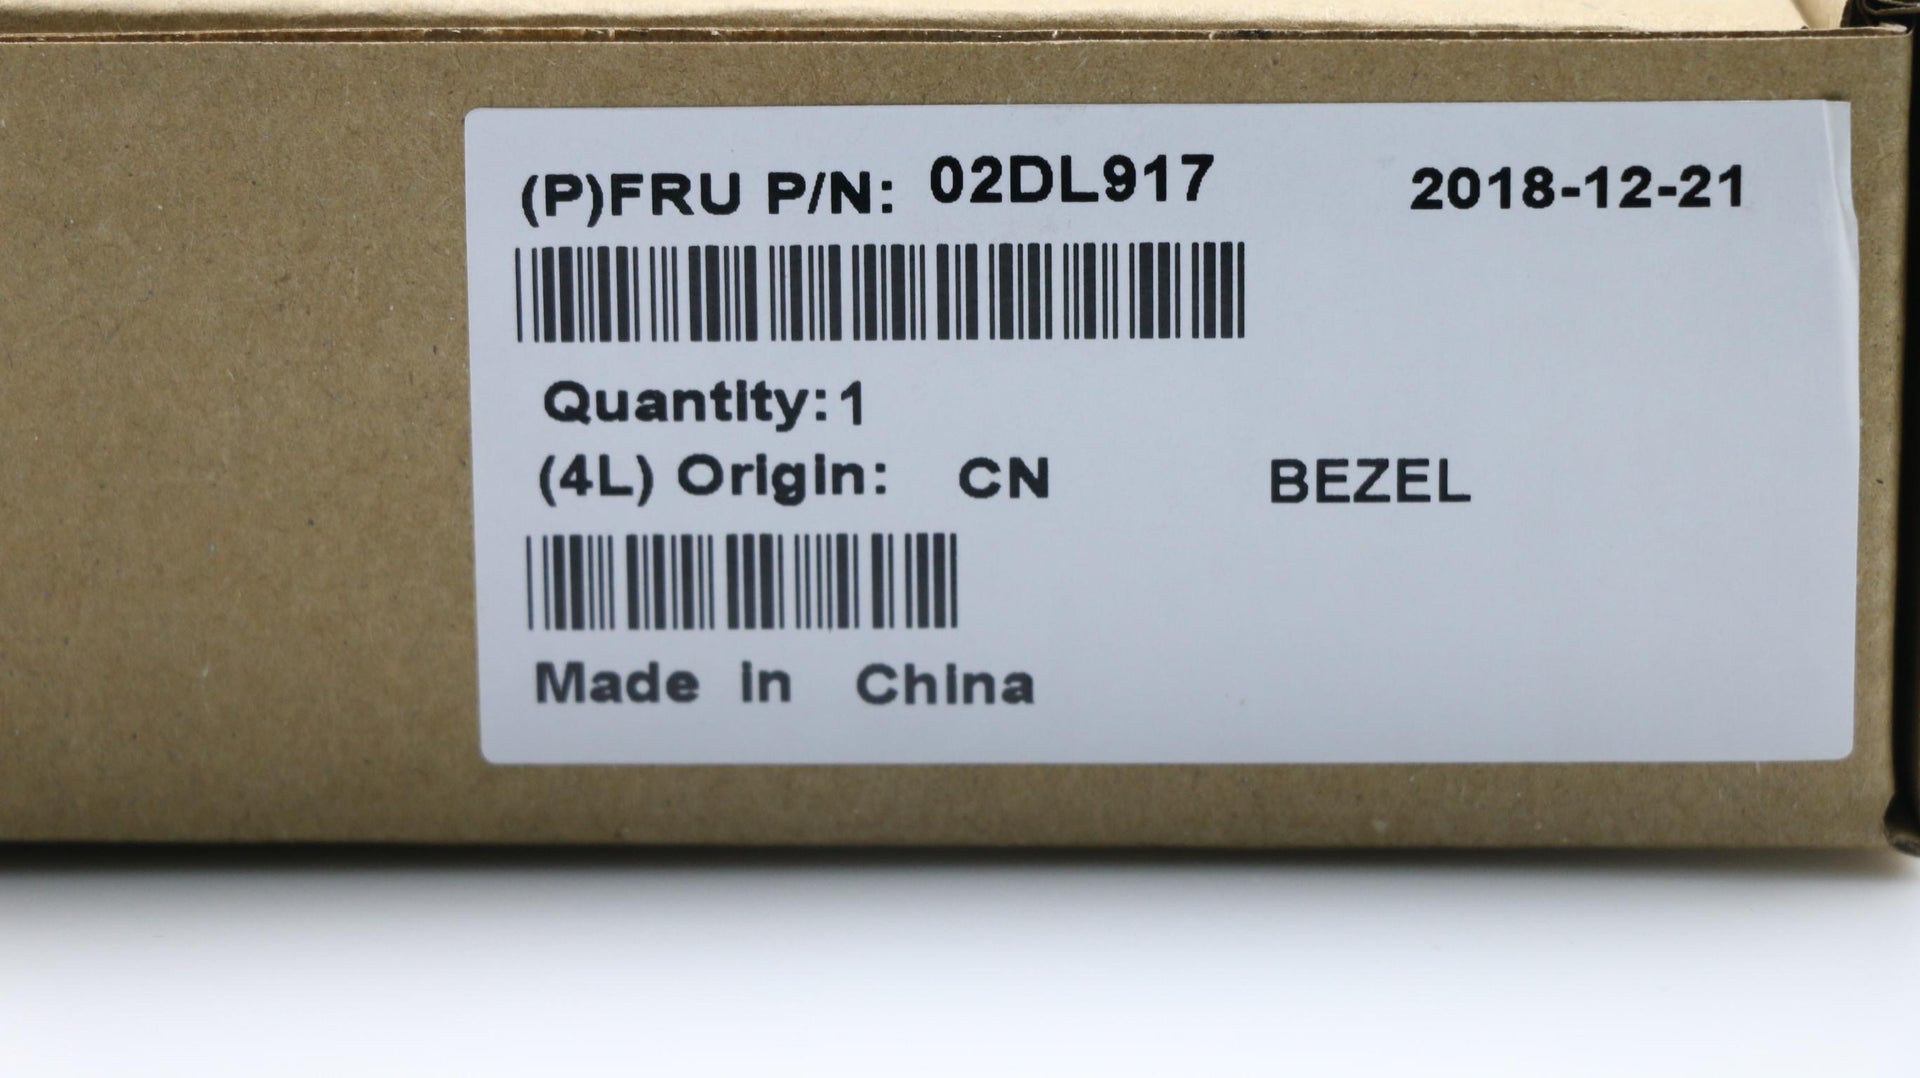 (P)FRU P/N: 02DL917 2018-12-21
Quantity:1
(4L) Origin: CN BEZEL
Made in China